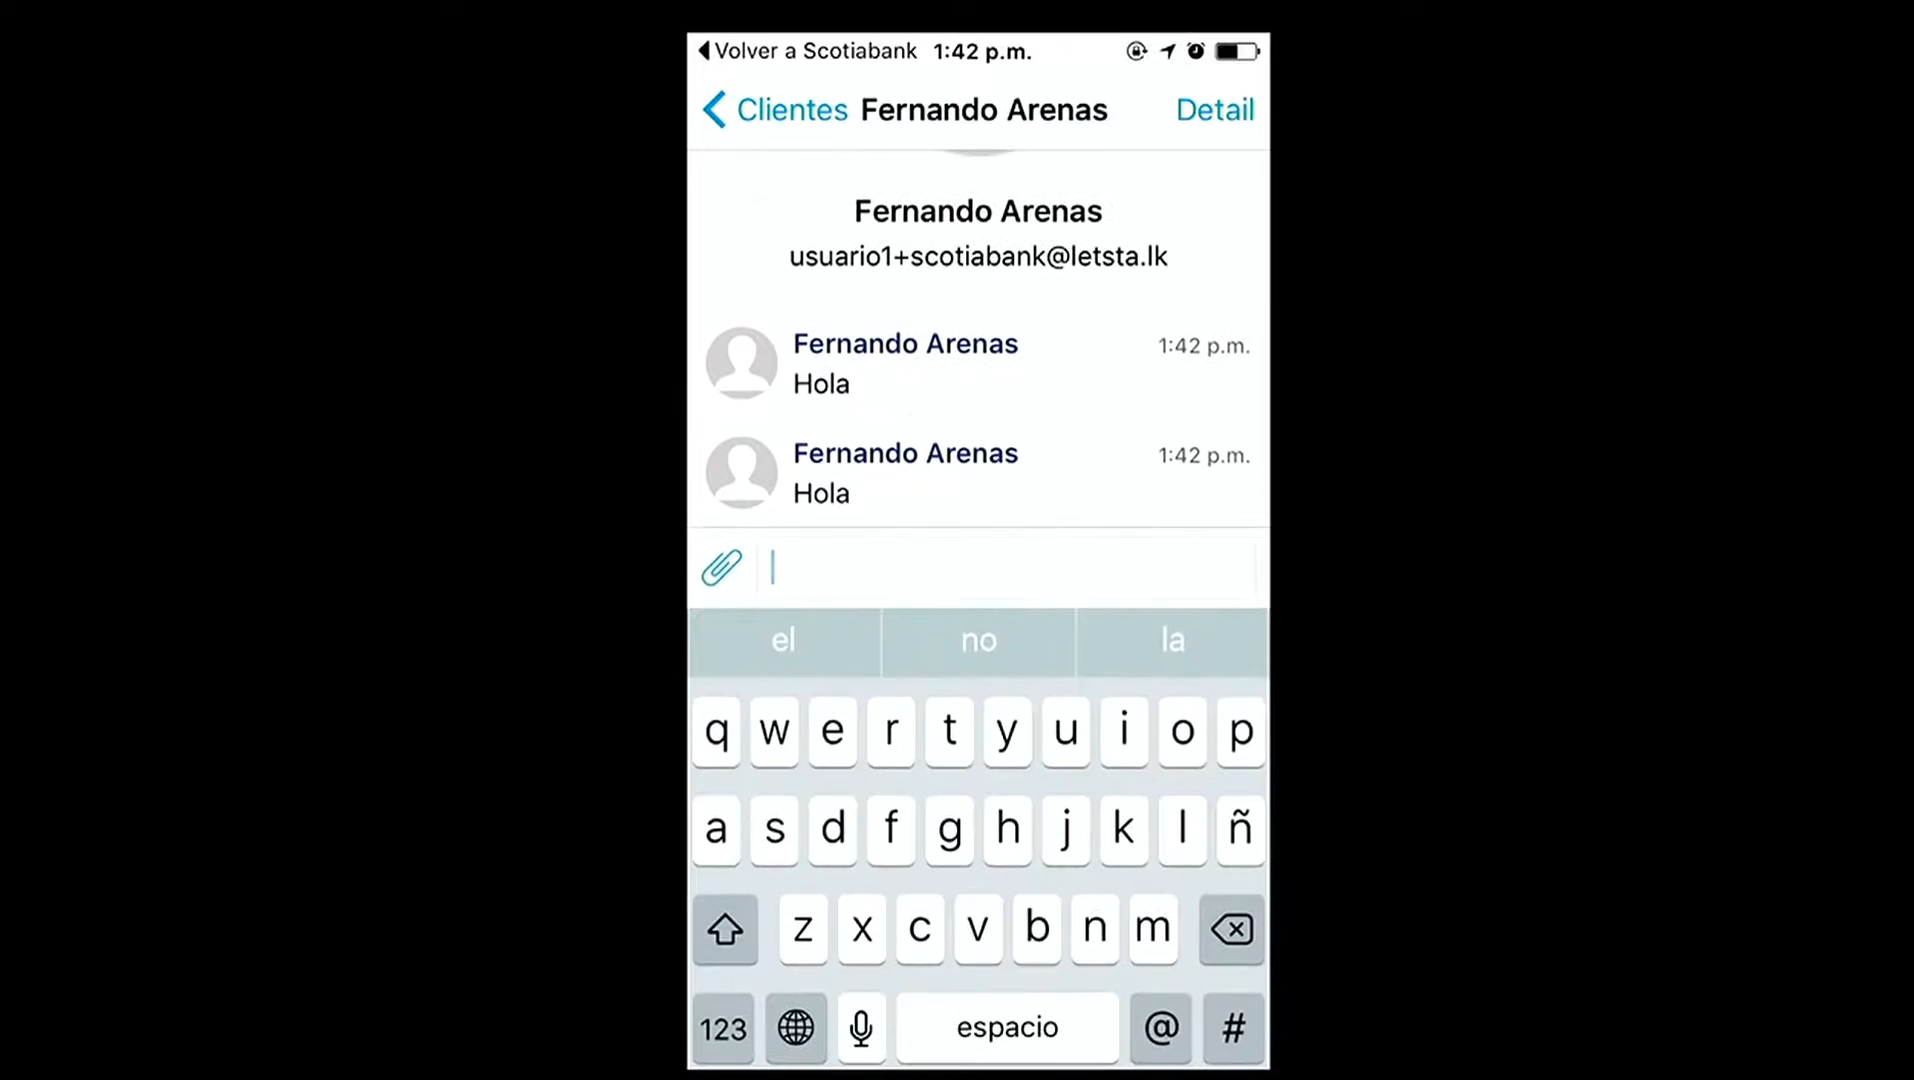 Volver a Scotiabank 1:42 p.m.
Clientes Fernando Arenas Detail
Fernando Arenas
usuario1+scotiabank@letsta.lk
Fernando Arenas 1:42 p.m.
Hola
Fernando Arenas 1:42 p.m.
Hola
el no la
q w e r t y u i o p
a s d f g h j k l ñ
z x c v b n m
123 espacio @ #